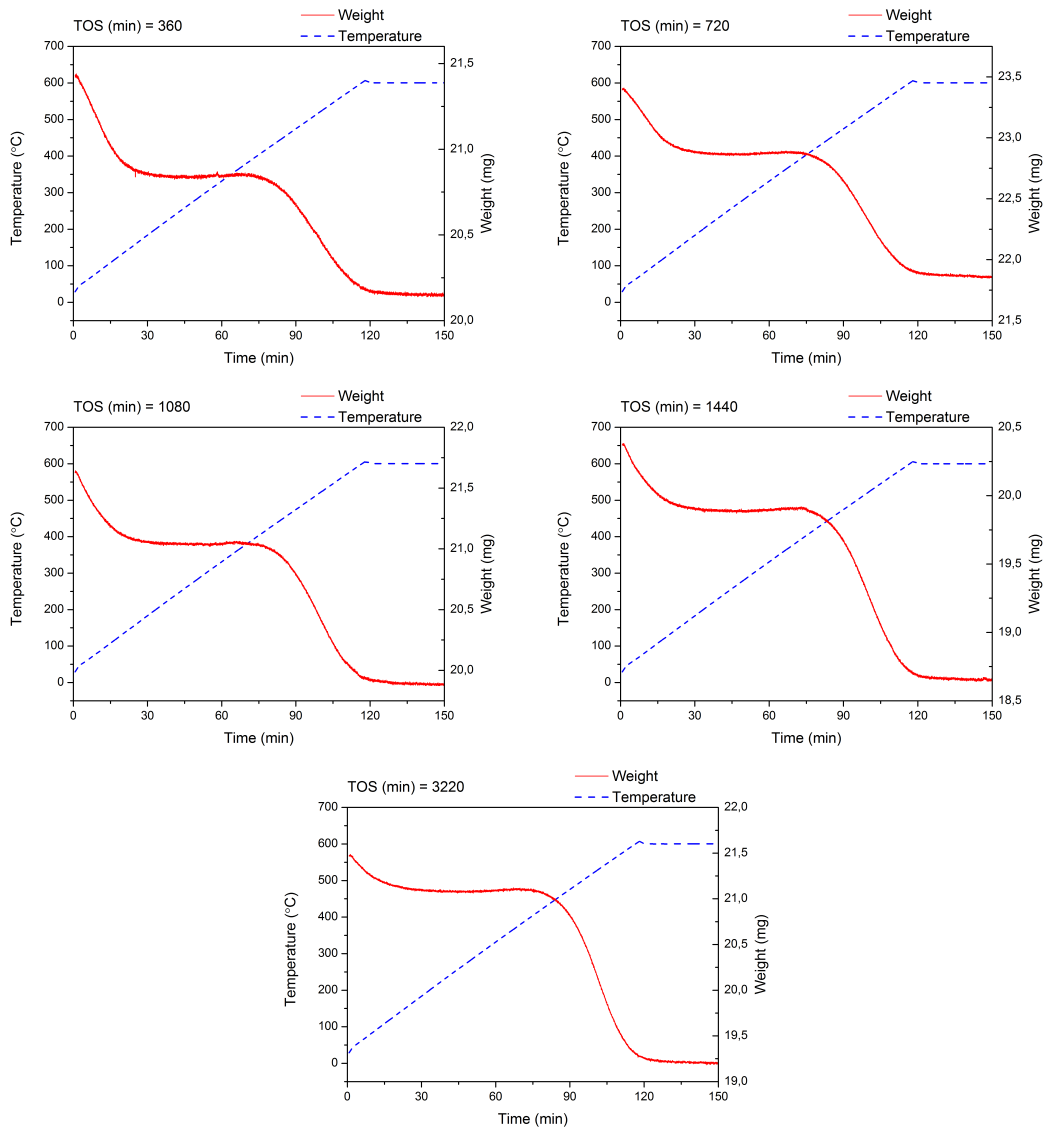 TOS (min) = 360
Weight
Temperature
700
600
500
400
300
200
100
0
Temperature (°C)
21,5
21,0
20,5
20,0
Weight (mg)
0 30 60 90 120 150
Time (min)
TOS (min) = 720
Weight
Temperature
700
600
500
400
300
200
100
0
Temperature (°C)
23,5
23,0
22,5
22,0
21,5
Weight (mg)
0 30 60 90 120 150
Time (min)
TOS (min) = 1080
Weight
Temperature
700
600
500
400
300
200
100
0
Temperature (°C)
22,0
21,5
21,0
20,5
20,0
Weight (mg)
0 30 60 90 120 150
Time (min)
TOS (min) = 1440
Weight
Temperature
700
600
500
400
300
200
100
0
Temperature (°C)
20,5
20,0
19,5
19,0
18,5
Weight (mg)
0 30 60 90 120 150
Time (min)
TOS (min) = 3220
Weight
Temperature
700
600
500
400
300
200
100
0
Temperature (°C)
22,0
21,5
21,0
20,5
20,0
19,5
19,0
Weight (mg)
0 30 60 90 120 150
Time (min)